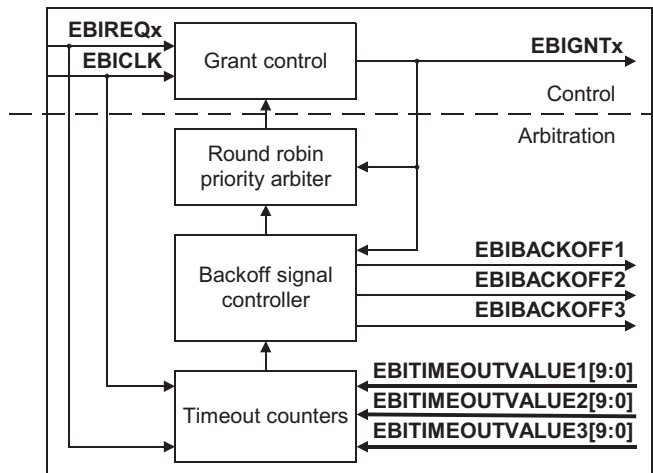 EBIREQx
EBICLK
Grant control
EBIGNTx
Control
Arbitration
Round robin
priority arbiter
Backoff signal
controller
EBIBACKOFF1
EBIBACKOFF2
EBIBACKOFF3
Timeout counters
EBITIMEOUTVALUE1[9:0]
EBITIMEOUTVALUE2[9:0]
EBITIMEOUTVALUE3[9:0]